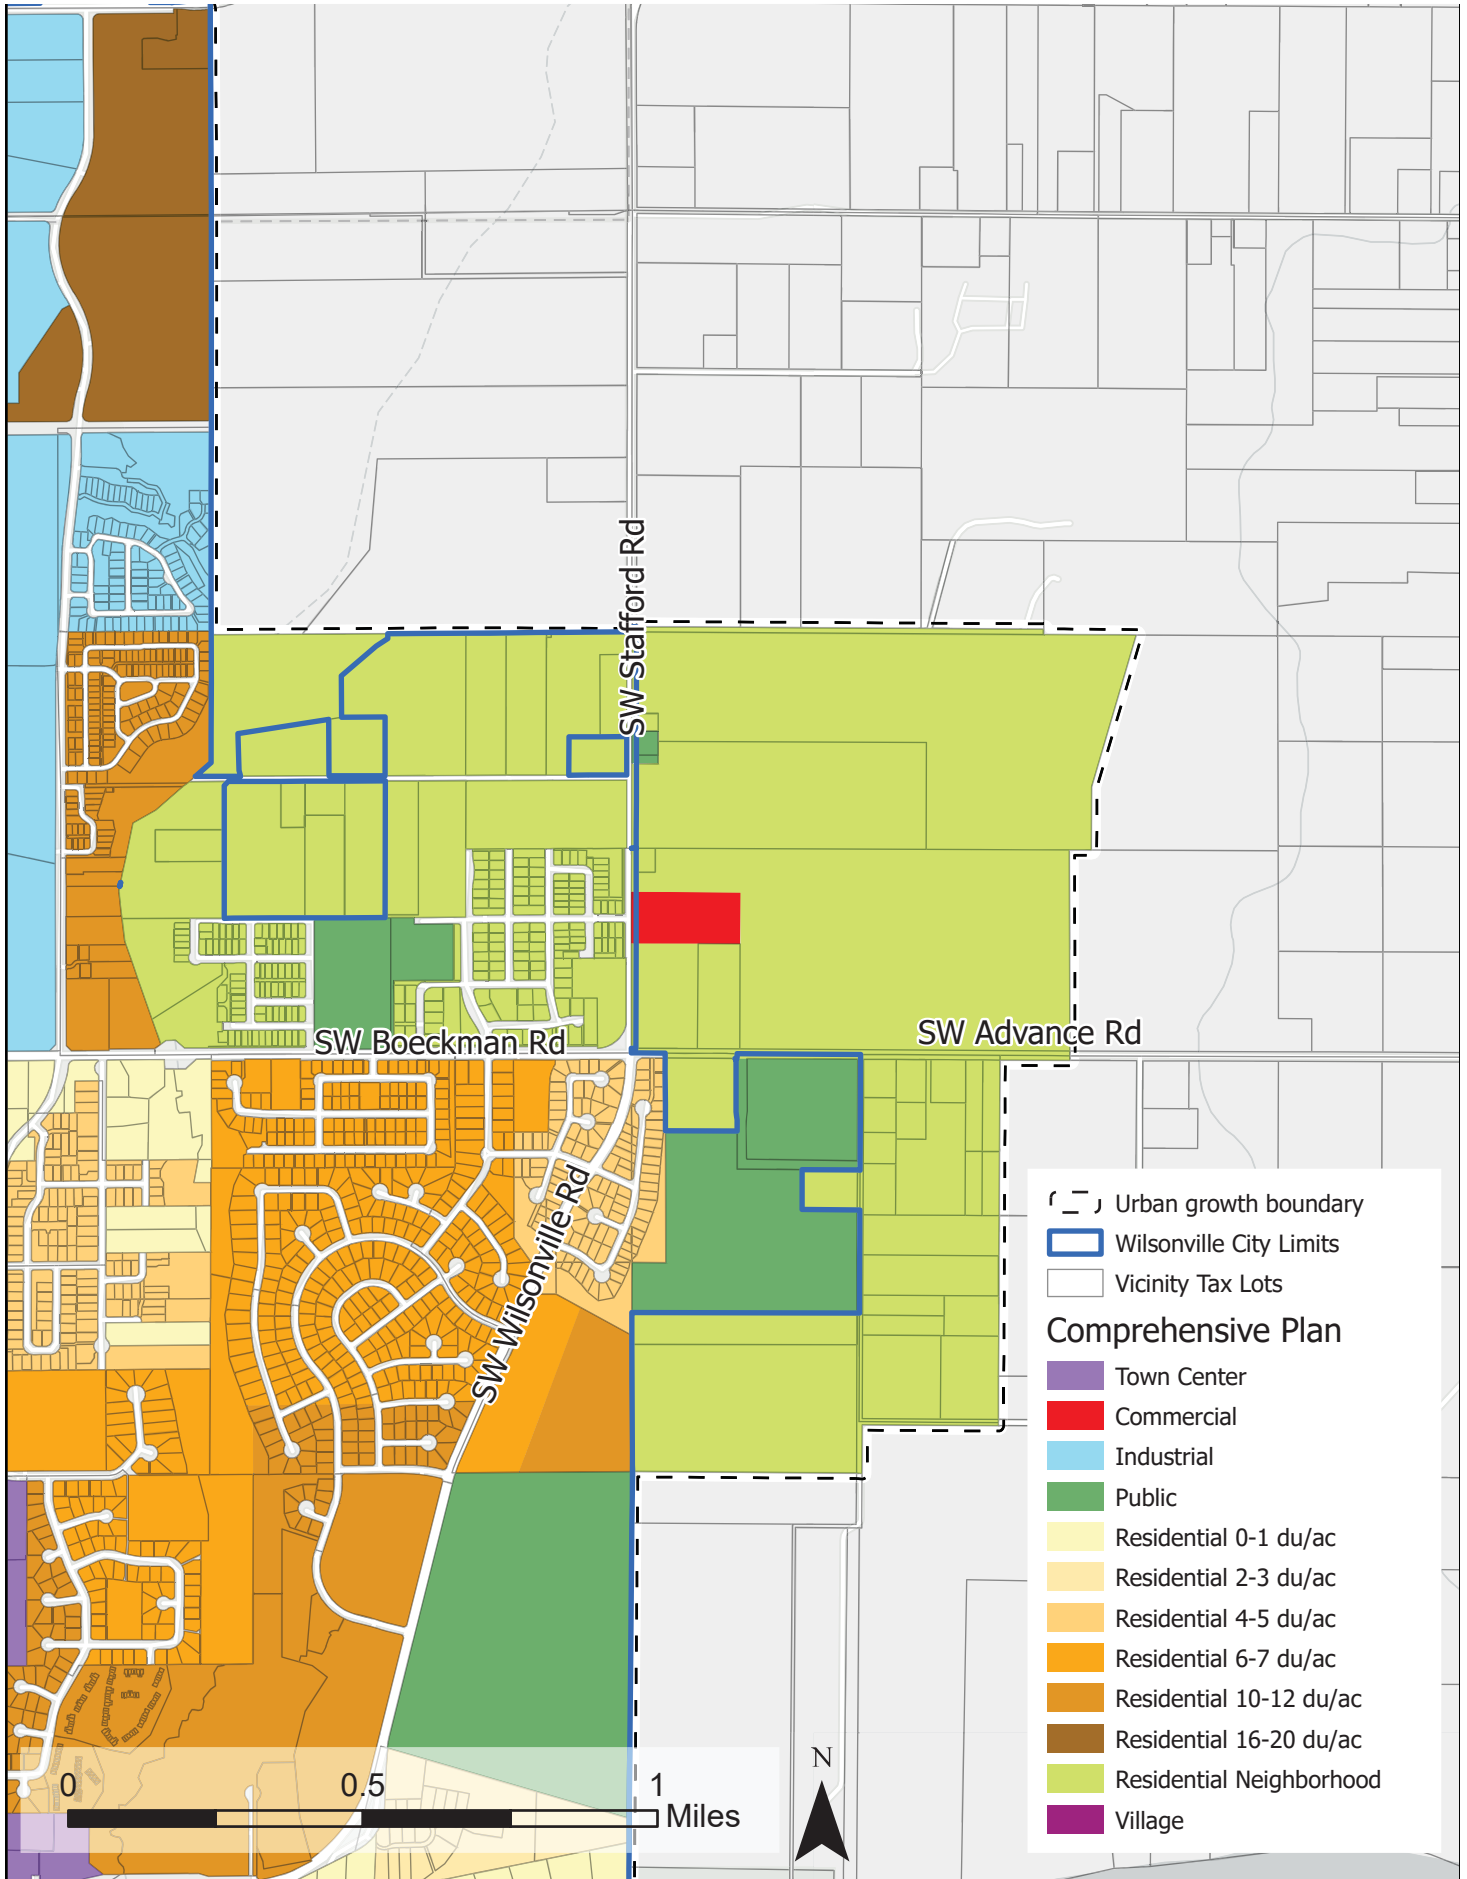 SW Stafford Rd
SW Boeckman Rd
SW Advance Rd
SW Wilsonville Rd
Urban growth boundary
Wilsonville City Limits
Vicinity Tax Lots
Comprehensive Plan
Town Center
Commercial
Industrial
Public
Residential 0-1 du/ac
Residential 2-3 du/ac
Residential 4-5 du/ac
Residential 6-7 du/ac
Residential 10-12 du/ac
Residential 16-20 du/ac
Residential Neighborhood
Village
0 0.5 1
Miles
N